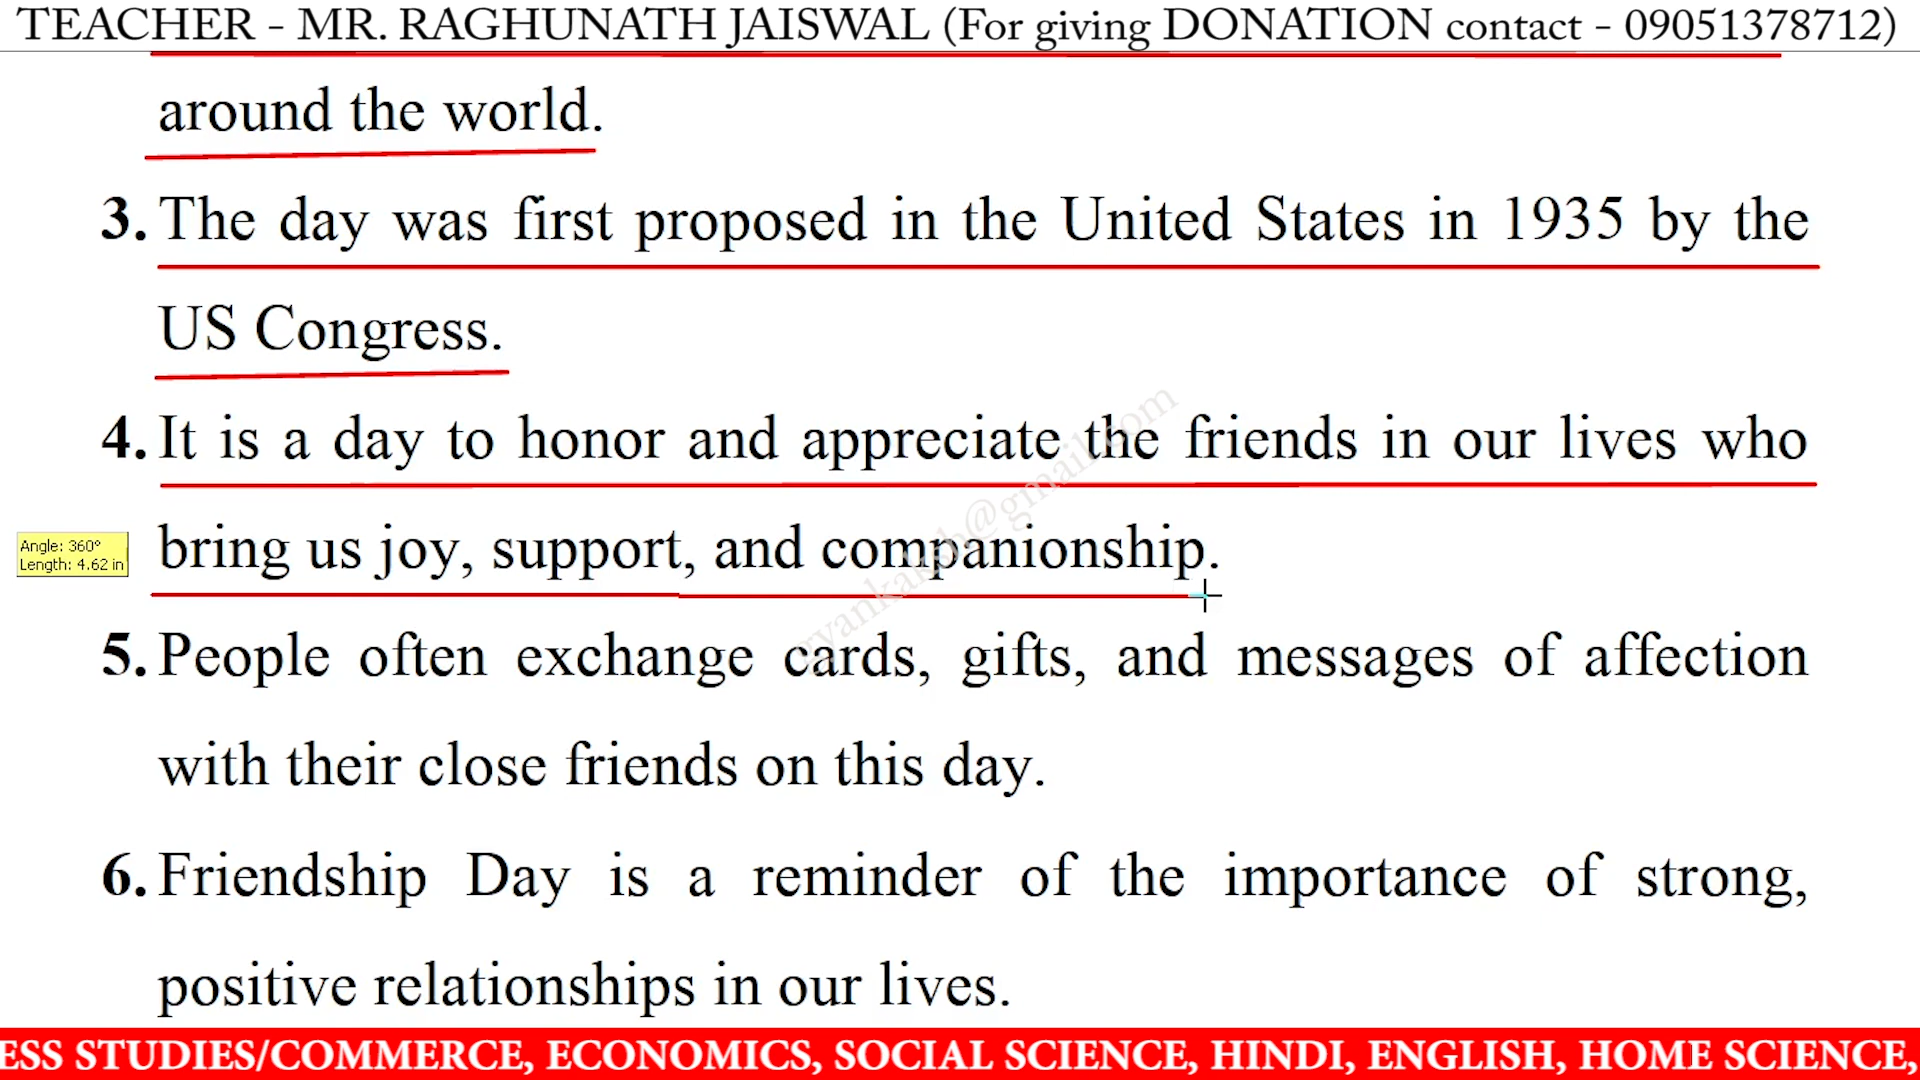 TEACHER - MR. RAGHUNATH JAISWAL (For giving DONATION contact - 09051378712)
around the world.
3. The day was first proposed in the United States in 1935 by the
US Congress.
4. It is a day to honor and appreciate the friends in our lives who
bring us joy, support, and companionship.
Angle: 360°
Length: 4.62 in
gyankaksh@gmail.com
5. People often exchange cards, gifts, and messages of affection
with their close friends on this day.
6. Friendship Day is a reminder of the importance of strong,
positive relationships in our lives.
ESS STUDIES/COMMERCE, ECONOMICS, SOCIAL SCIENCE, HINDI, ENGLISH, HOME SCIENCE,